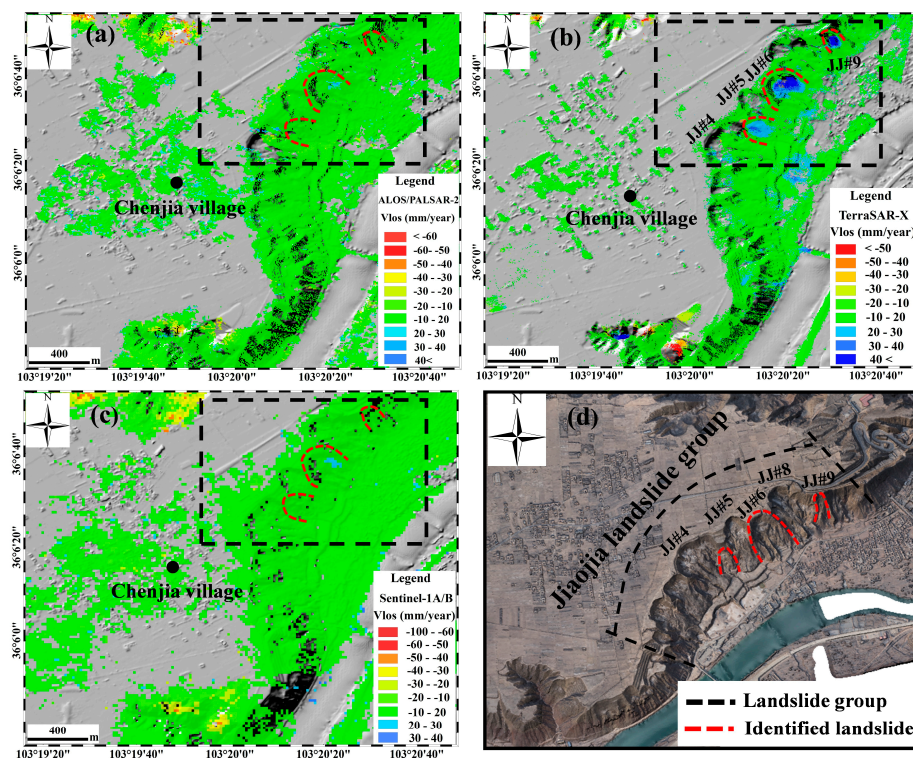 N
(a)
36°6'40''
36°6'20''
36°6'0''
Chenjia village
Legend
ALOS/PALSAR-2
Vlos (mm/year)
< -60
-60--50
-50--40
-40--30
-30--20
-20--10
-10 - 20
20 - 30
30 - 40
40<
400 m
103°19'20'' 103°19'40'' 103°20'0'' 103°20'20'' 103°20'40''
N
(b)
36°6'40''
36°6'20''
36°6'0''
JJ#4
JJ#5
JJ#6
JJ#9
Chenjia village
Legend
TerraSAR-X
Vlos (mm/year)
< -50
-50 - -40
-40 - -30
-30 - -20
-20 - -10
-10 - 20
20 - 30
30 - 40
40 <
400 m
103°19'20'' 103°19'40'' 103°20'0'' 103°20'20'' 103°20'40''
N
(c)
36°6'40''
36°6'20''
36°6'0''
Chenjia village
Legend
Sentinel-1A/B
Vlos (mm/year)
-100 - -60
-60 - -50
-50 - -40
-40 - -30
-30 - -20
-20 - -10
-10 - 20
20 - 30
30 - 40
400 m
103°19'20'' 103°19'40'' 103°20'0'' 103°20'20'' 103°20'40''
N
(d)
Jiaojia landslide group
JJ#4
JJ#5
JJ#6
JJ#8
JJ#9
Landslide group
Identified landslide